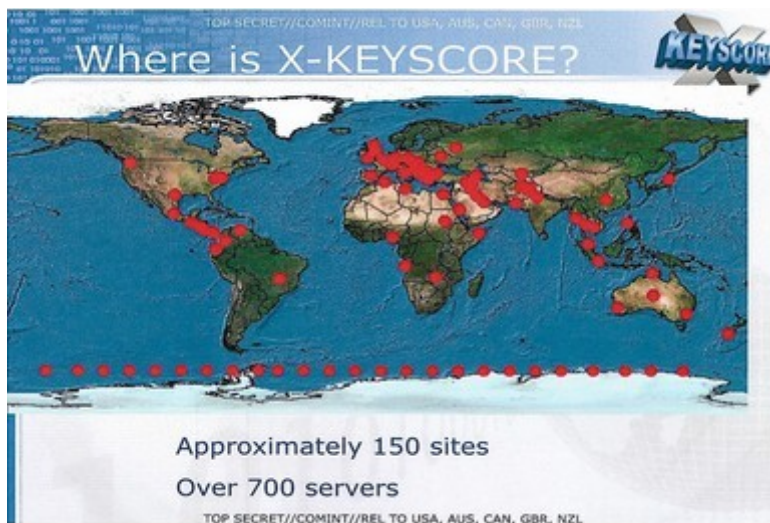 TOP SECRET//COMINT//REL TO USA, AUS, CAN, GBR, NZL
Where is X-KEYSCORE?
X
KEYSCORE
Approximately 150 sites
Over 700 servers
TOP SECRET//COMINT//REL TO USA, AUS, CAN, GBR, NZL